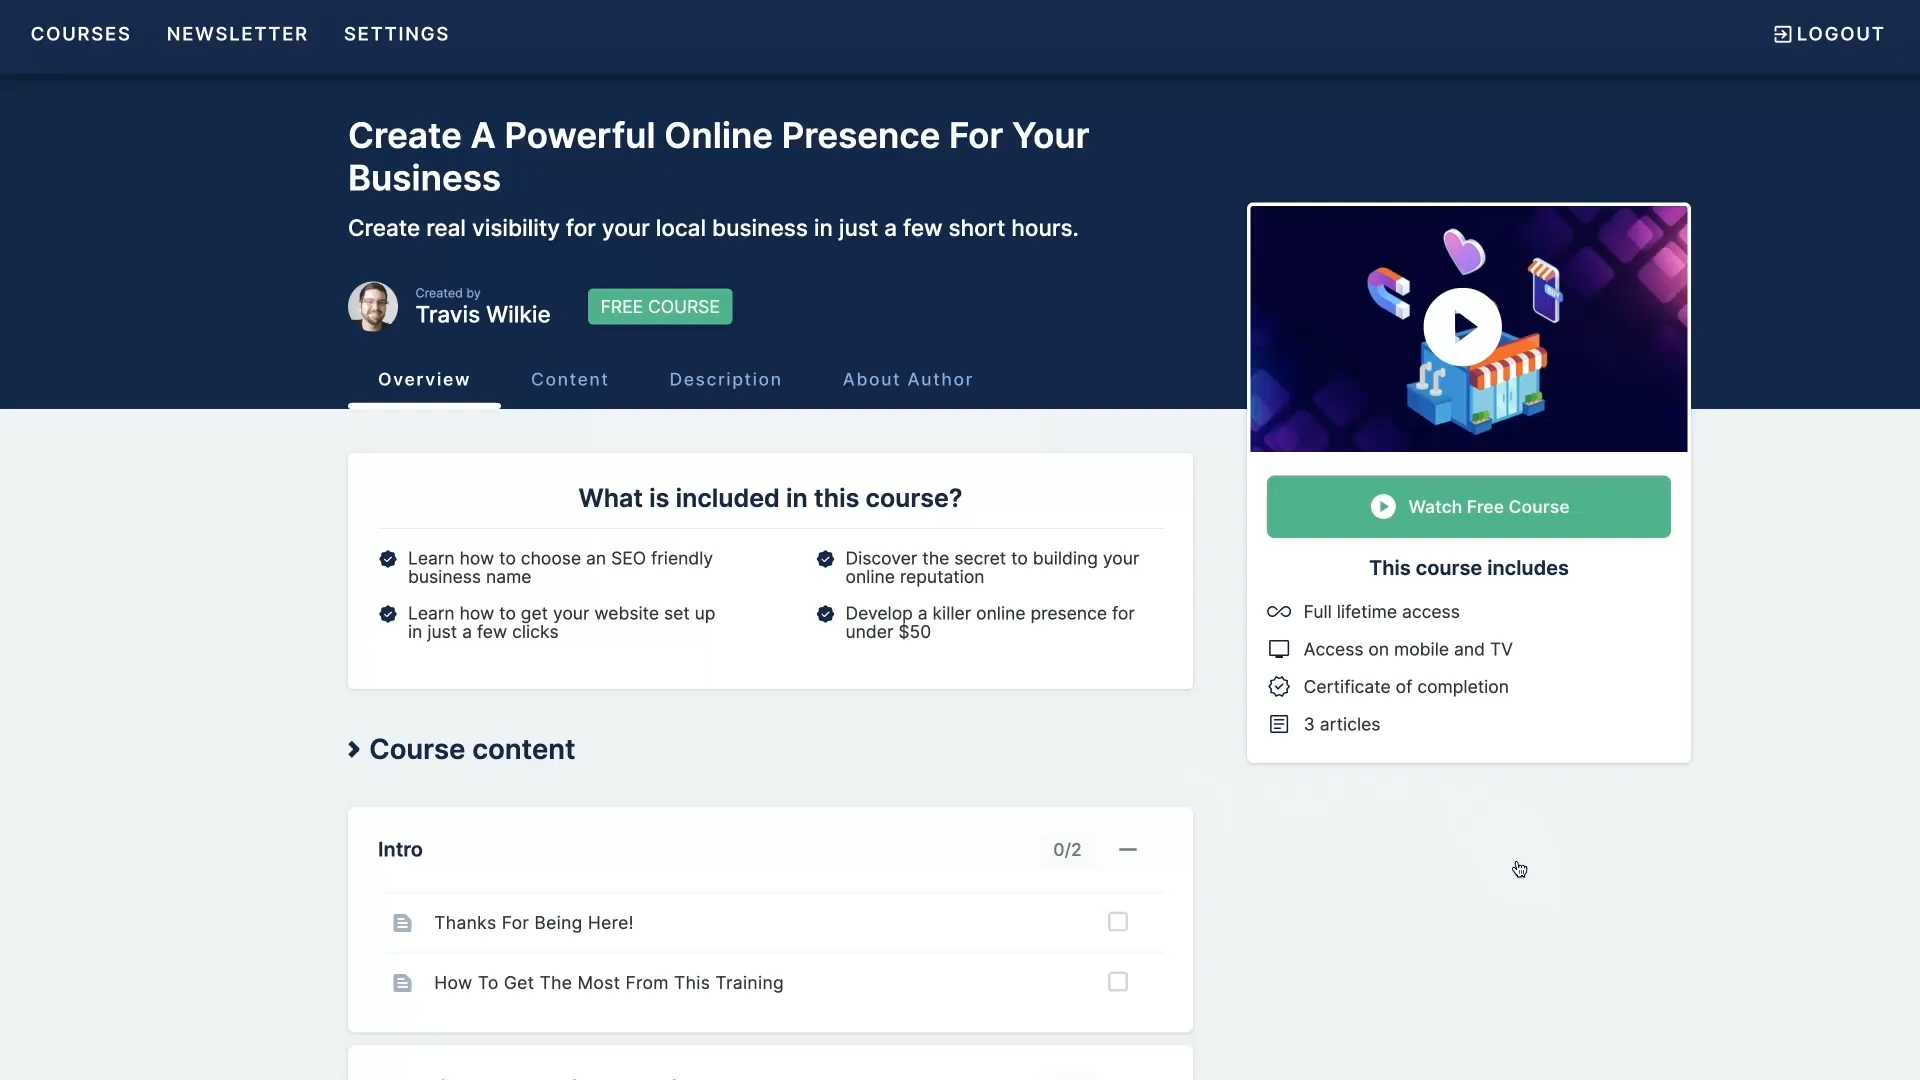 COURSES NEWSLETTER SETTINGS LOGOUT
Create A Powerful Online Presence For Your
Business
Create real visibility for your local business in just a few short hours.
Created by
Travis Wilkie
FREE COURSE
Overview Content Description About Author
BUY
Watch Free Course
This course includes
Full lifetime access
Access on mobile and TV
Certificate of completion
3 articles
What is included in this course?
Learn how to choose an SEO friendly
business name
Discover the secret to building your
online reputation
Learn how to get your website set up
in just a few clicks
Develop a killer online presence for
under $50
Course content
Intro 0/2
Thanks For Being Here!
How To Get The Most From This Training